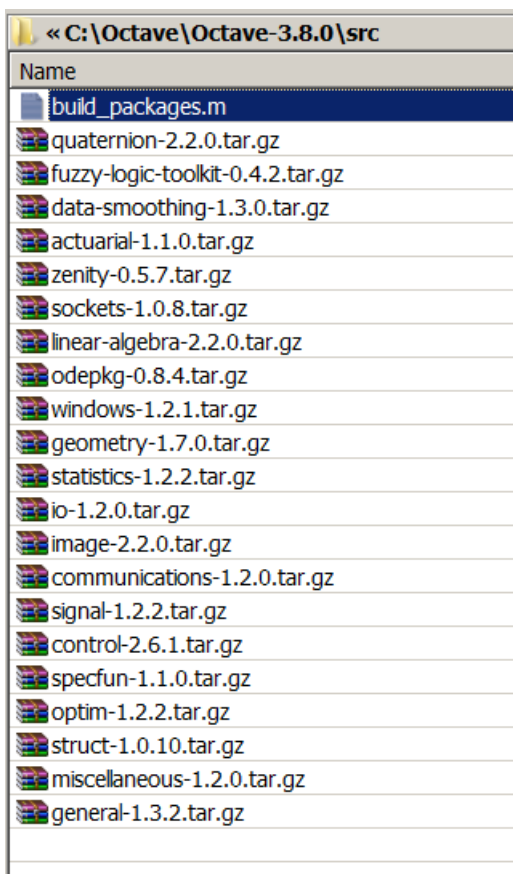 « C:\Octave\Octave-3.8.0\src
Name
build_packages.m
quaternion-2.2.0.tar.gz
fuzzy-logic-toolkit-0.4.2.tar.gz
data-smoothing-1.3.0.tar.gz
actuarial-1.1.0.tar.gz
zenity-0.5.7.tar.gz
sockets-1.0.8.tar.gz
linear-algebra-2.2.0.tar.gz
odepkg-0.8.4.tar.gz
windows-1.2.1.tar.gz
geometry-1.7.0.tar.gz
statistics-1.2.2.tar.gz
io-1.2.0.tar.gz
image-2.2.0.tar.gz
communications-1.2.0.tar.gz
signal-1.2.2.tar.gz
control-2.6.1.tar.gz
specfun-1.1.0.tar.gz
optim-1.2.2.tar.gz
struct-1.0.10.tar.gz
miscellaneous-1.2.0.tar.gz
general-1.3.2.tar.gz